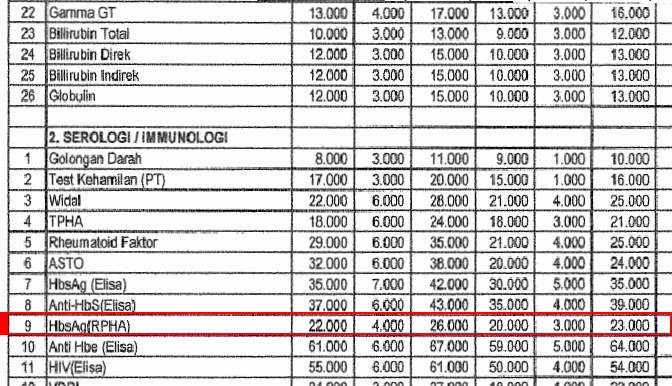 22 Gamma GT 13.000 4.000 17.000 13.000 3.000 16.000
23 Billirubin Total 10.000 3.000 13.000 9.000 3.000 12.000
24 Billirubin Direk 12.000 3.000 15.000 10.000 3.000 13.000
25 Billirubin Indirek 12.000 3.000 15.000 10.000 3.000 13.000
26 Globulin 12.000 3.000 15.000 10.000 3.000 13.000
2. SEROLOGI / IMMUNOLOGI
1 Golongan Darah 8.000 3.000 11.000 9.000 1.000 10.000
2 Test Kehamilan (PT) 17.000 3.000 20.000 15.000 1.000 16.000
3 Widal 22.000 6.000 28.000 21.000 4.000 25.000
4 TPHA 18.000 6.000 24.000 18.000 3.000 21.000
5 Rheumatoid Faktor 29.000 6.000 35.000 21.000 4.000 25.000
6 ASTO 32.000 6.000 38.000 20.000 4.000 24.000
7 HbsAg (Elisa) 35.000 7.000 42.000 30.000 5.000 35.000
8 Anti-HbS(Elisa) 37.000 6.000 43.000 35.000 4.000 39.000
9 HbsAg(RPHA) 22.000 4.000 26.000 20.000 3.000 23.000
10 Anti Hbe (Elisa) 61.000 6.000 67.000 59.000 5.000 64.000
11 HIV(Elisa) 55.000 6.000 61.000 50.000 4.000 54.000